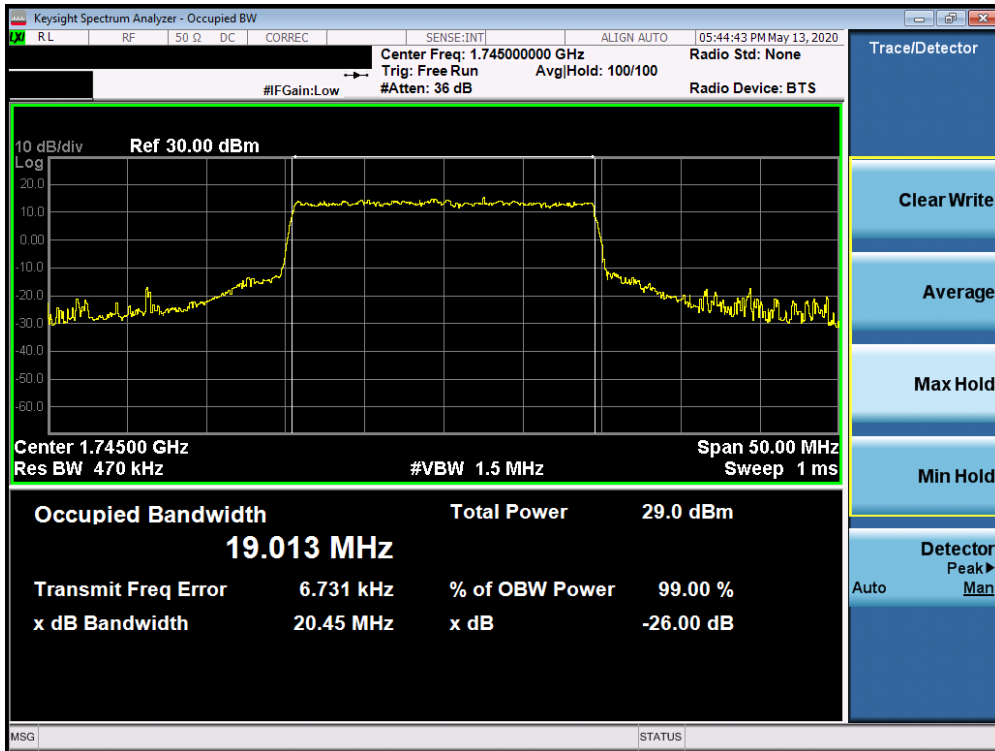 Keysight Spectrum Analyzer - Occupied BW
LXI RL RF 50 Ω DC CORREC SENSE:INT ALIGN AUTO 05:44:43 PM May 13, 2020
Center Freq: 1.745000000 GHz Radio Std: None
Trig: Free Run Avg|Hold: 100/100
#IFGain:Low #Atten: 36 dB Radio Device: BTS
10 dB/div Ref 30.00 dBm
Log
20.0
10.0
0.00
-10.0
-20.0
-30.0
-40.0
-50.0
-60.0
Center 1.74500 GHz Span 50.00 MHz
Res BW 470 kHz #VBW 1.5 MHz Sweep 1 ms
Occupied Bandwidth Total Power 29.0 dBm
19.013 MHz
Transmit Freq Error 6.731 kHz % of OBW Power 99.00 %
x dB Bandwidth 20.45 MHz x dB -26.00 dB
MSG STATUS
Trace/Detector
Clear Write
Average
Max Hold
Min Hold
Detector
Peak▶
Auto Man